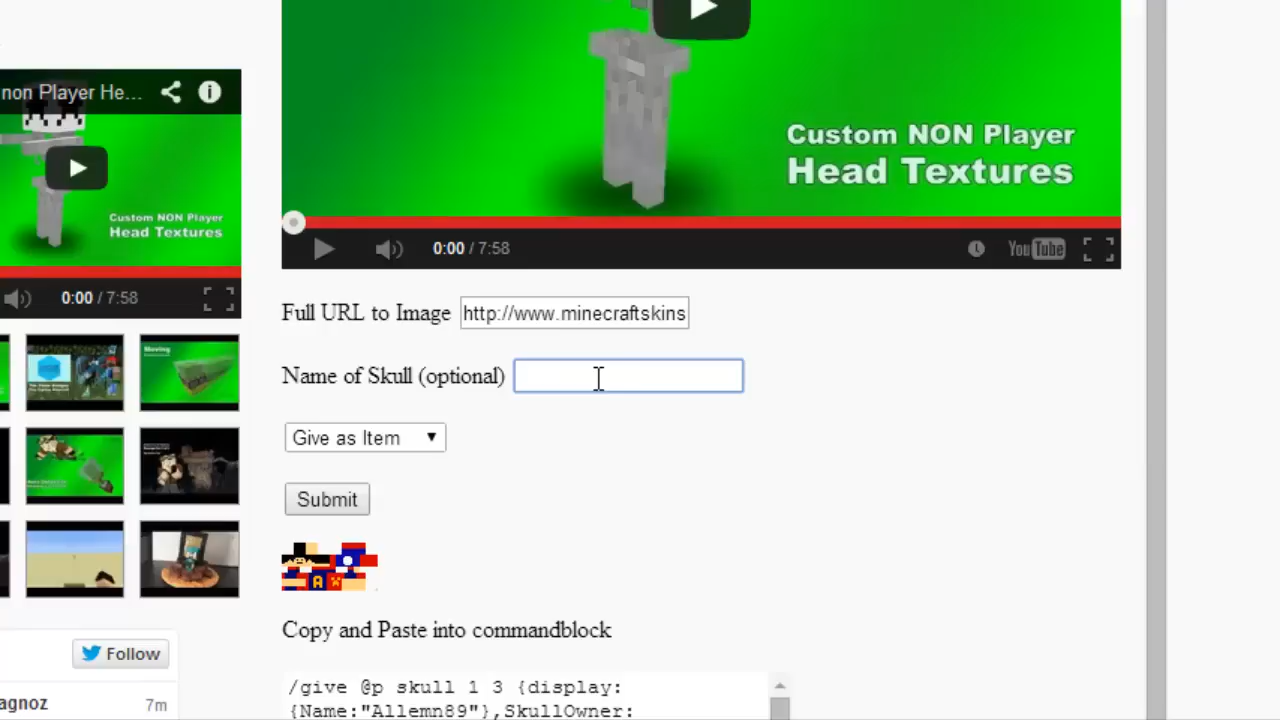 non Player He...
Custom NON Player
Head Textures
0:00 / 7:58
Custom NON Player
Head Textures
0:00 / 7:58
YouTube
Full URL to Image http://www.minecraftskins
Name of Skull (optional)
Give as Item
Submit
A
Copy and Paste into commandblock
/give @p skull 1 3 {display:
{Name:"Allemn89"},SkullOwner:
Moving
Follow
agnoz 7m